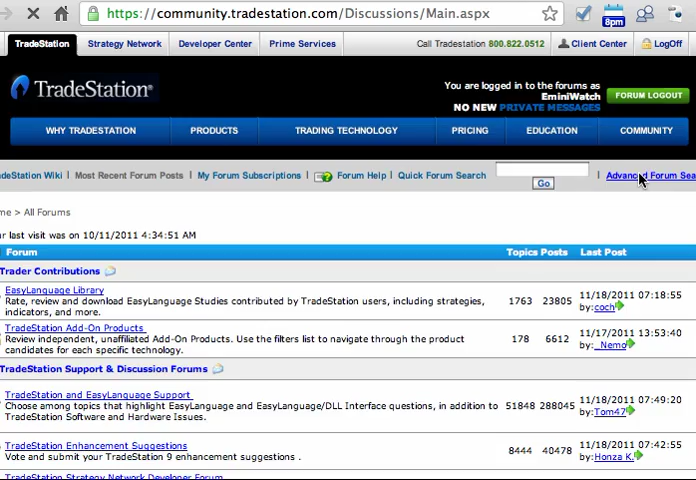 https://community.tradestation.com/Discussions/Main.aspx
8pm
TradeStation Strategy Network Developer Center Prime Services Call Tradestation 800.822.0512 Client Center LogOff
TradeStation®
You are logged in to the forums as
EminiWatch
NO NEW PRIVATE MESSAGES
FORUM LOGOUT
WHY TRADESTATION PRODUCTS TRADING TECHNOLOGY PRICING EDUCATION COMMUNITY
deStation Wiki | Most Recent Forum Posts | My Forum Subscriptions | Forum Help | Quick Forum Search | Advanced Forum Sea
Go
me > All Forums
ur last visit was on 10/11/2011 4:34:51 AM
Forum Topics Posts Last Post
Trader Contributions
EasyLanguage Library
Rate, review and download EasyLanguage Studies contributed by TradeStation users, including strategies,
indicators, and more.
1763 23805 11/18/2011 07:18:55
by:coch
TradeStation Add-On Products
Review independent, unaffiliated Add-On Products. Use the filters list to navigate through the product
candidates for each specific technology.
178 6612 11/17/2011 13:53:40
by:_Nemo
TradeStation Support & Discussion Forums
TradeStation and EasyLanguage Support
Choose among topics that highlight EasyLanguage and EasyLanguage/DLL Interface questions, in addition to
TradeStation Software and Hardware Issues.
51848 288045 11/18/2011 07:49:20
by:Tom47
TradeStation Enhancement Suggestions
Vote and submit your TradeStation 9 enhancement suggestions .
8444 40478 11/18/2011 07:42:55
by:Honza K.
TradeStation Strategy Network Developer Forum